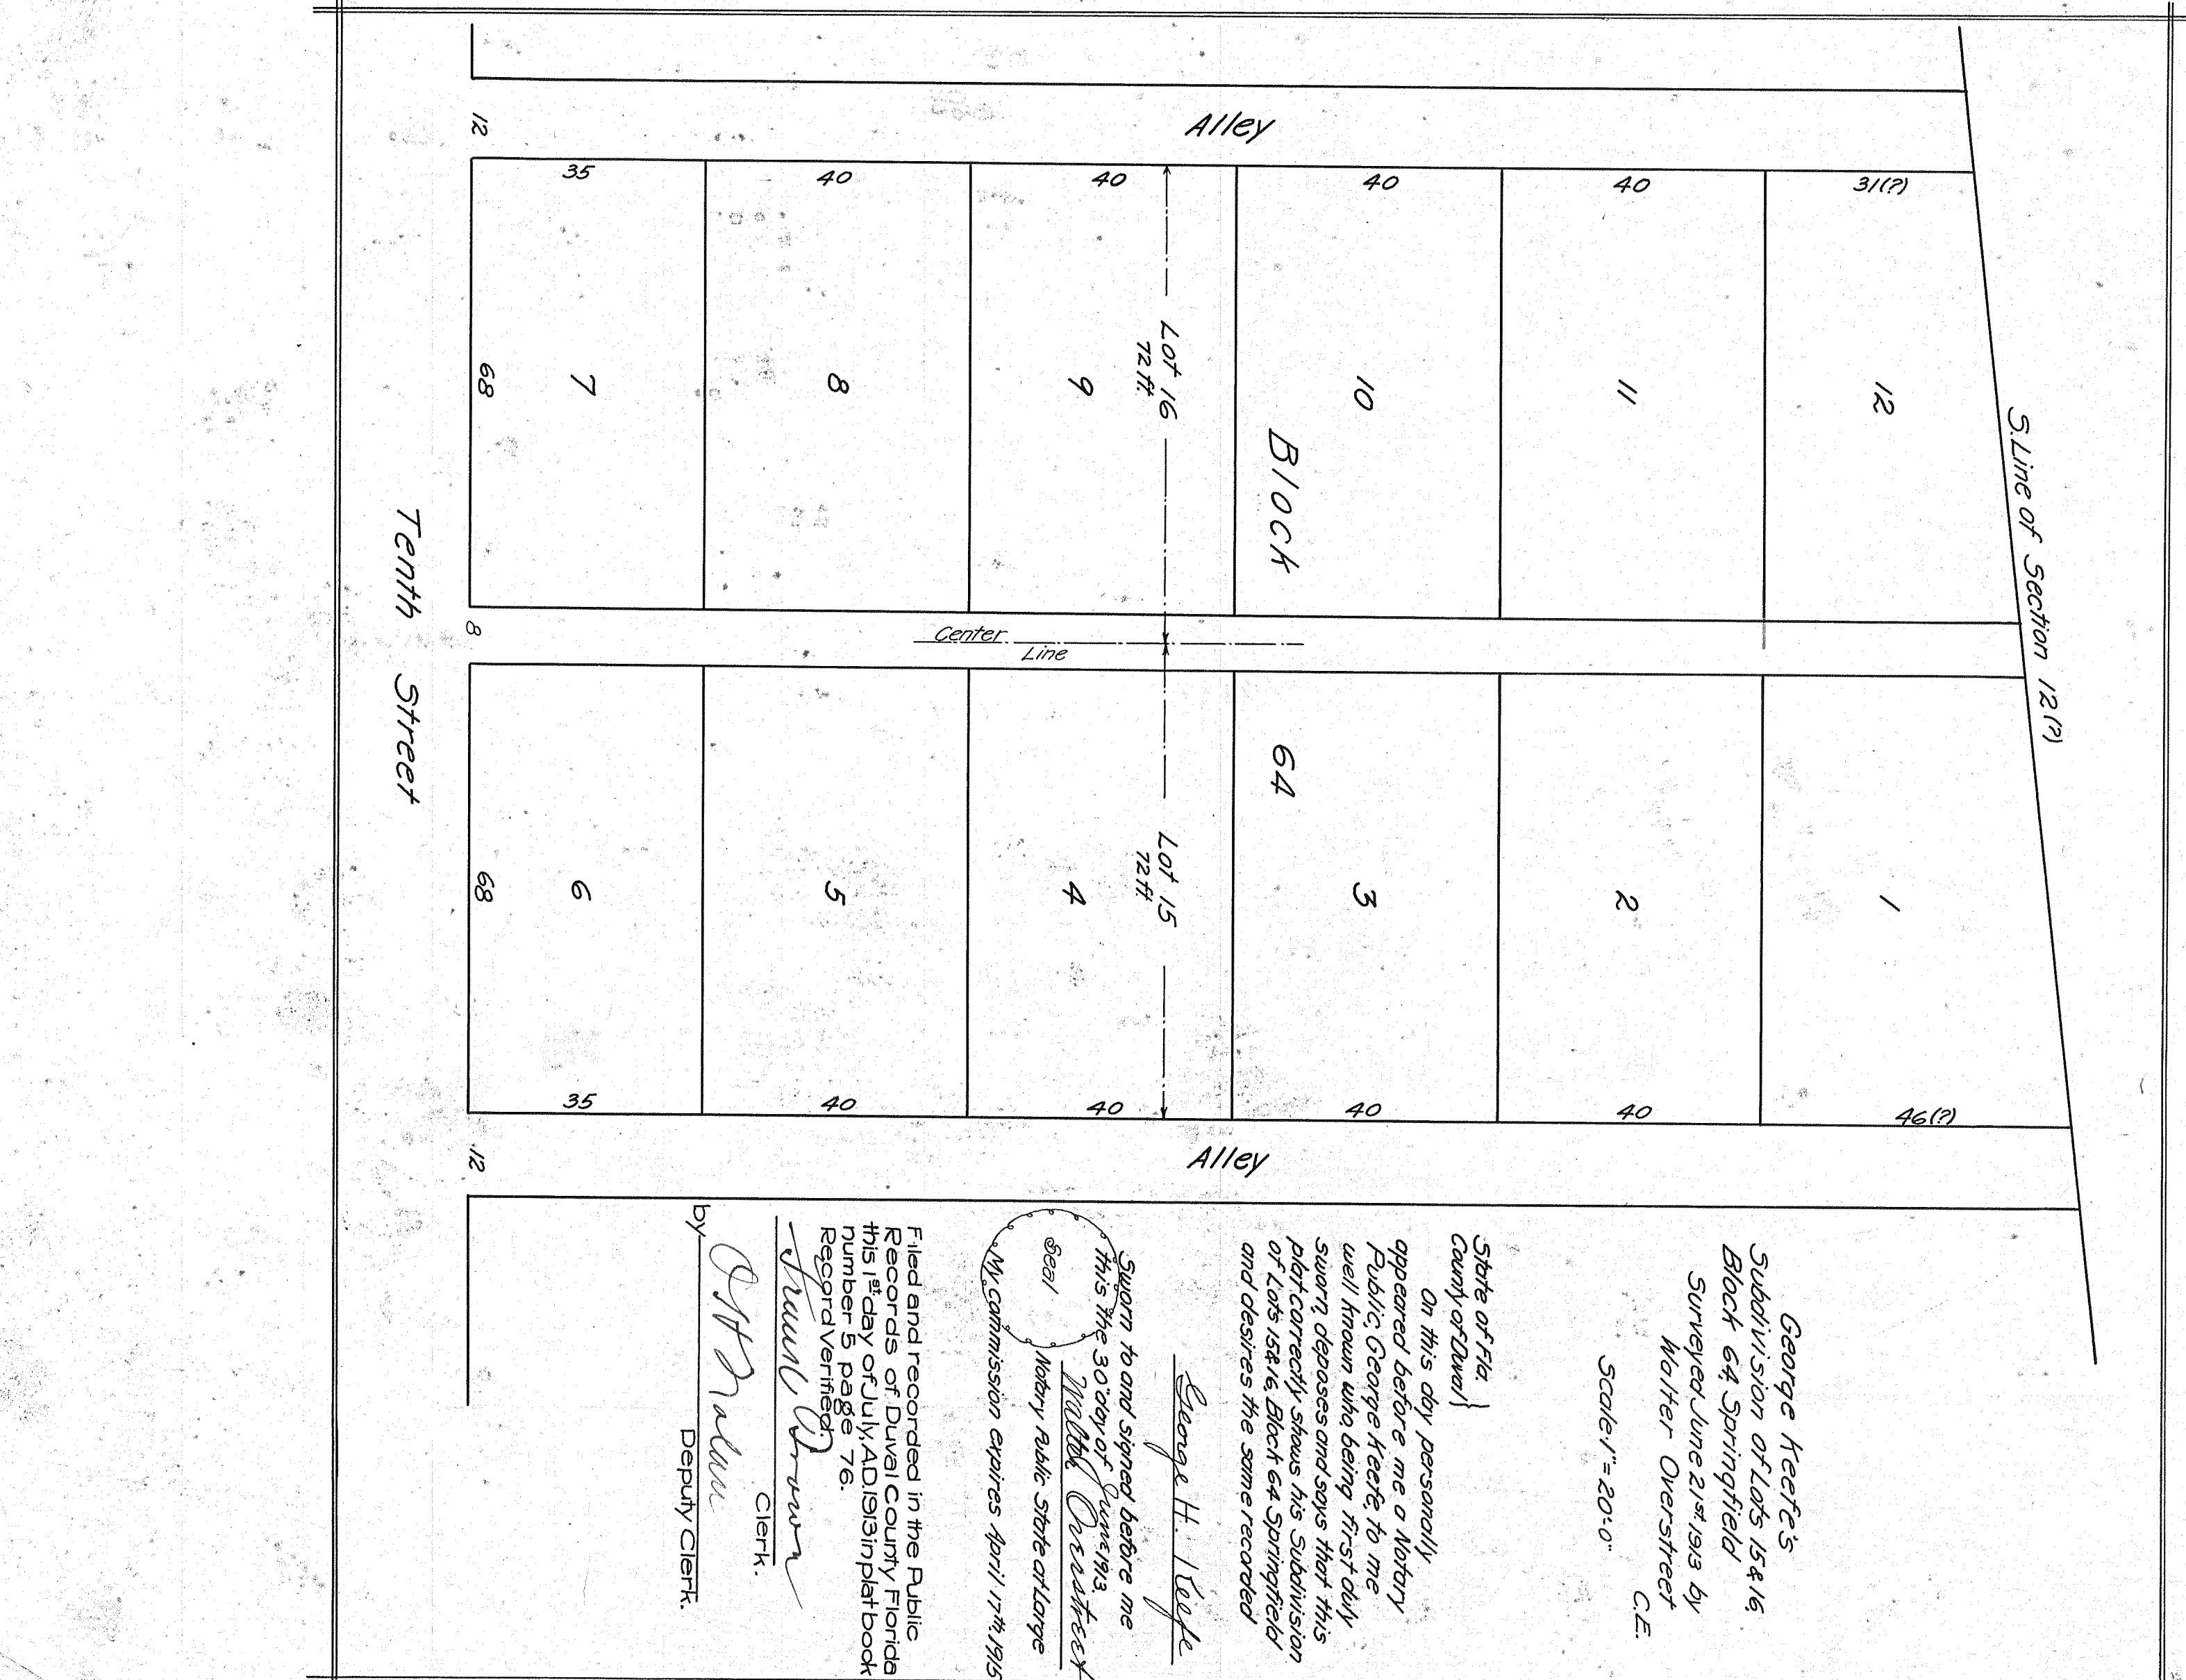 George Keefe's
Subdivision of Lots 15&16,
Block 64, Springfield
Surveyed June 21st, 1913 by
Walter Overstreet
C.E.
Scale:1"=20'-0"
State of Fla.
County of Duval}
On this day personally
appeared before me a Notary
Public, George Keefe, to me
well known, who, being first duly
sworn, deposes and says that this
plat correctly shows his Subdivision
of Lots 15&16, Block 64 Springfield
and desires the same recorded
George H. Keefe
Sworn to and signed before me
this the 30" day of June 1913.
Walter Overstreet
Notary Public State at Large
Seal
My commission expires April 17th, 1915
Filed and recorded in the Public
Records of Duval County Florida
this 1st day of July, A.D. 1913 in plat book
number 5 page 76.
Record Verified.
Frank Brown
Clerk.
by
Deputy Clerk.
S. Line of Section 12(?)
Alley
Alley
31(?)
12
1
46(?)
40
11
2
40
40
10
3
40
Block 64
Lot 16
72 ft.
Lot 15
72 ft.
40
9
4
40
Center
Line
40
8
5
40
35
7
6
35
12
68
8
68
12
Tenth Street